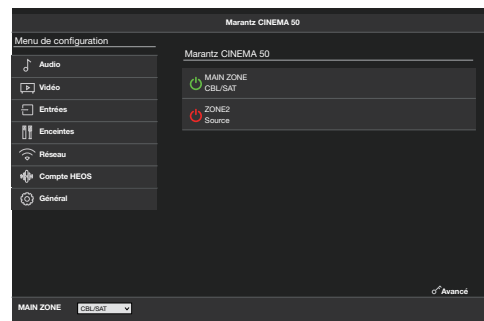 Marantz CINEMA 50
Menu de configuration
Audio
Vidéo
Entrées
Enceintes
Réseau
Compte HEOS
Général
Marantz CINEMA 50
MAIN ZONE
CBL/SAT
ZONE2
Source
Avancé
MAIN ZONE CBL/SAT